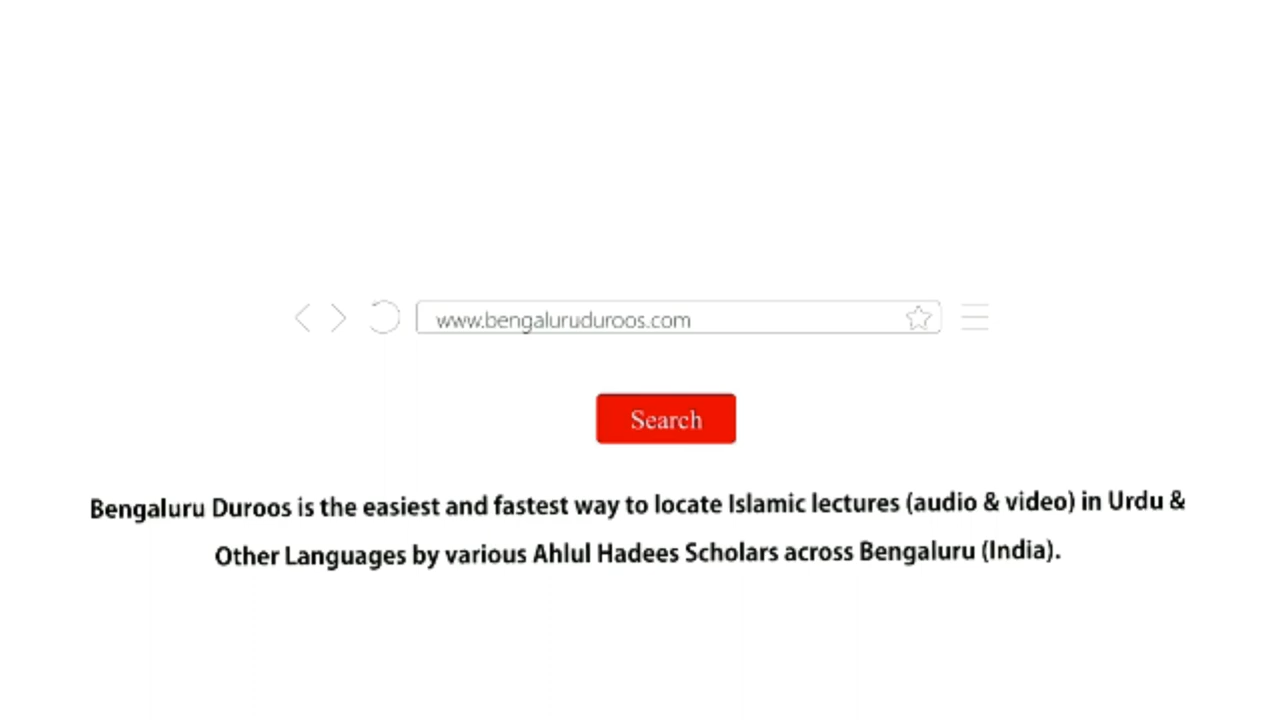 www.bengaluruduroos.com
Search
Bengaluru Duroos is the easiest and fastest way to locate Islamic lectures (audio & video) in Urdu &
Other Languages by various Ahlul Hadees Scholars across Bengaluru (India).